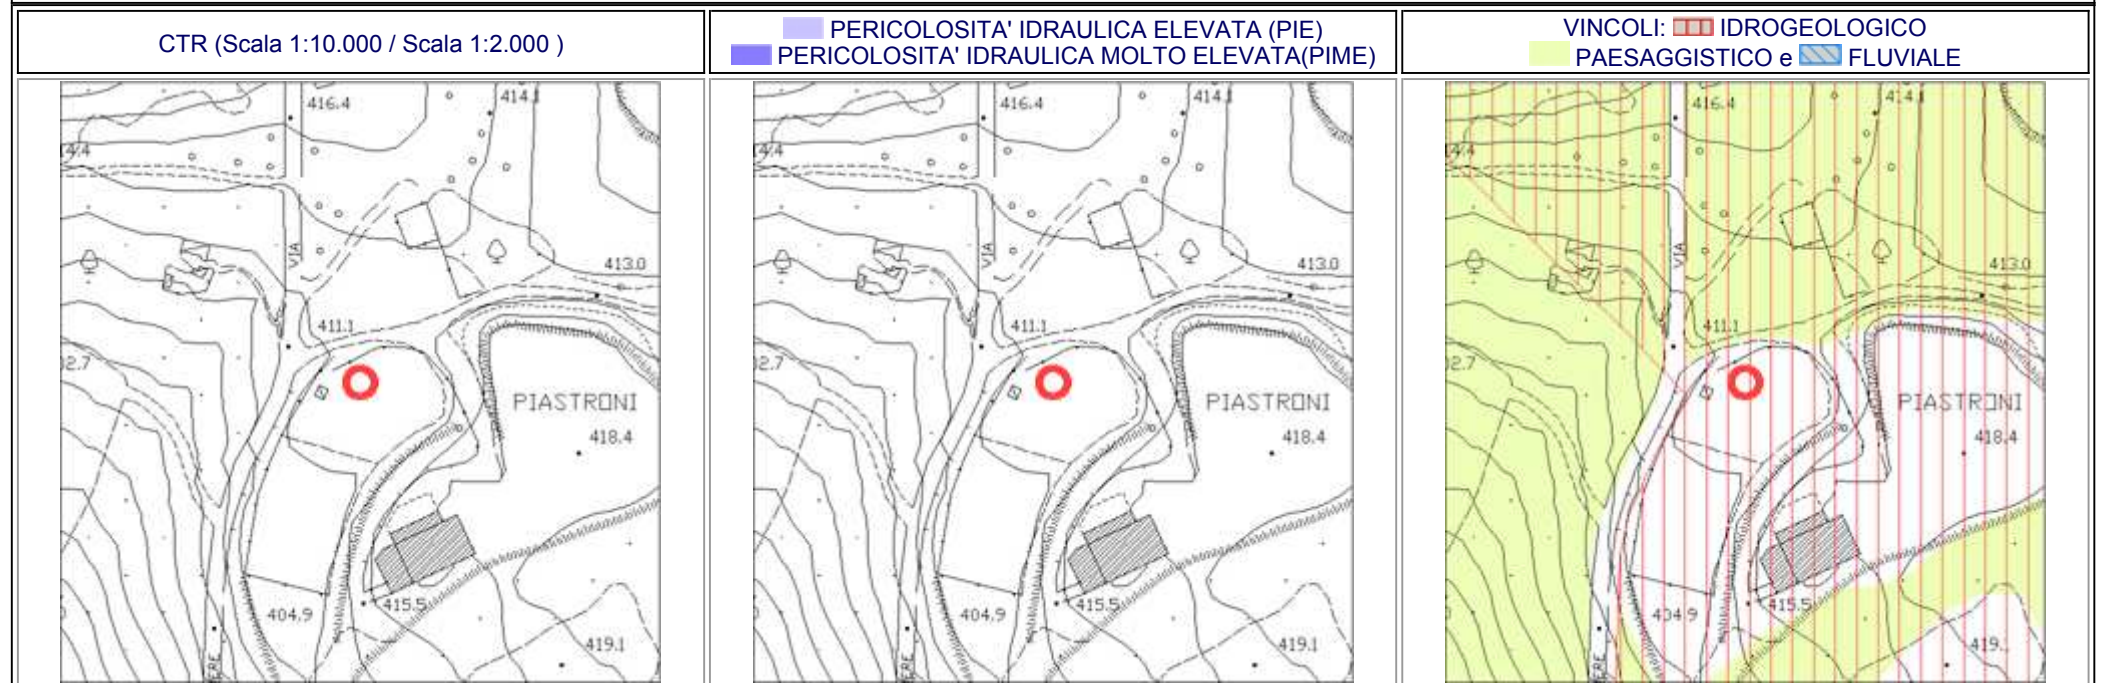 CTR (Scala 1:10.000 / Scala 1:2.000 )
PERICOLOSITA' IDRAULICA ELEVATA (PIE)
PERICOLOSITA' IDRAULICA MOLTO ELEVATA(PIME)
VINCOLI: IDROGEOLOGICO
PAESAGGISTICO e FLUVIALE
416.4
414.1
VIA
413.0
411.1
PIASTRONI
418.4
404.9
415.5
419.1
416.4
414.1
VIA
413.0
411.1
PIASTRONI
418.4
404.9
415.5
419.1
416.4
414.1
VIA
413.0
411.1
PIASTRONI
418.4
404.9
415.5
419.